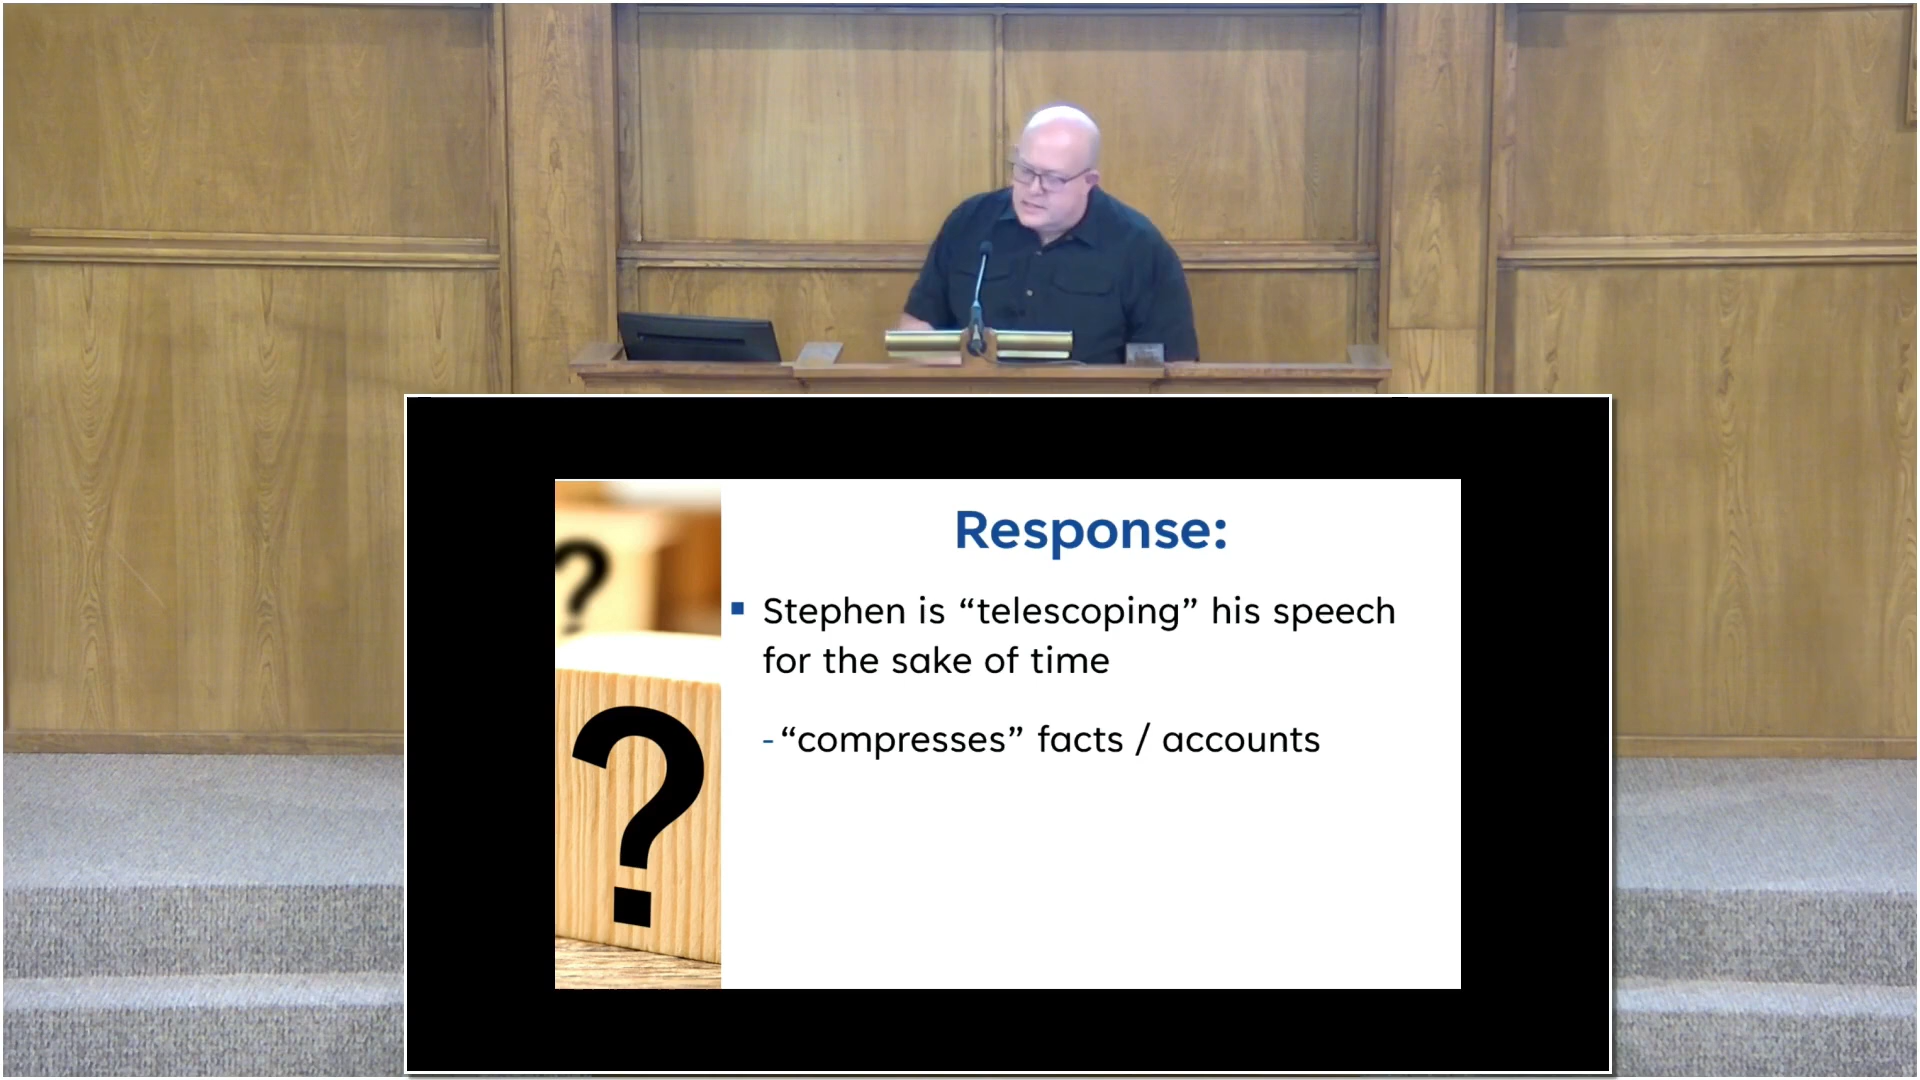 Response:
▪ Stephen is “telescoping” his speech
for the sake of time
- “compresses” facts / accounts
?
?